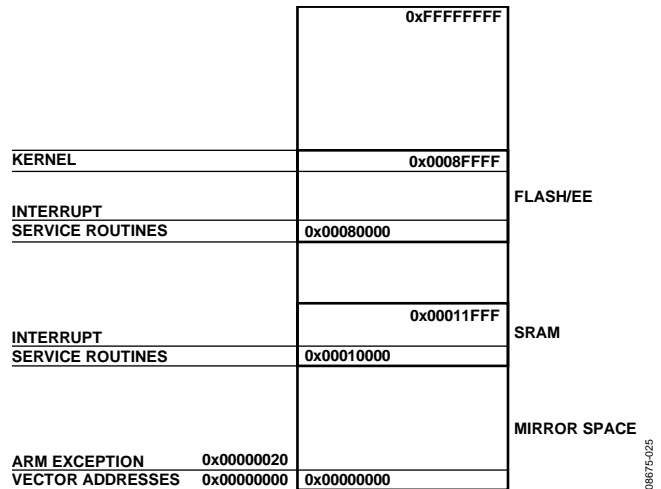 0xFFFFFFFF
KERNEL 0x0008FFFF
FLASH/EE
INTERRUPT
SERVICE ROUTINES 0x00080000
0x00011FFF
SRAM
INTERRUPT
SERVICE ROUTINES 0x00010000
MIRROR SPACE
ARM EXCEPTION 0x00000020
VECTOR ADDRESSES 0x00000000 0x00000000
08675-025